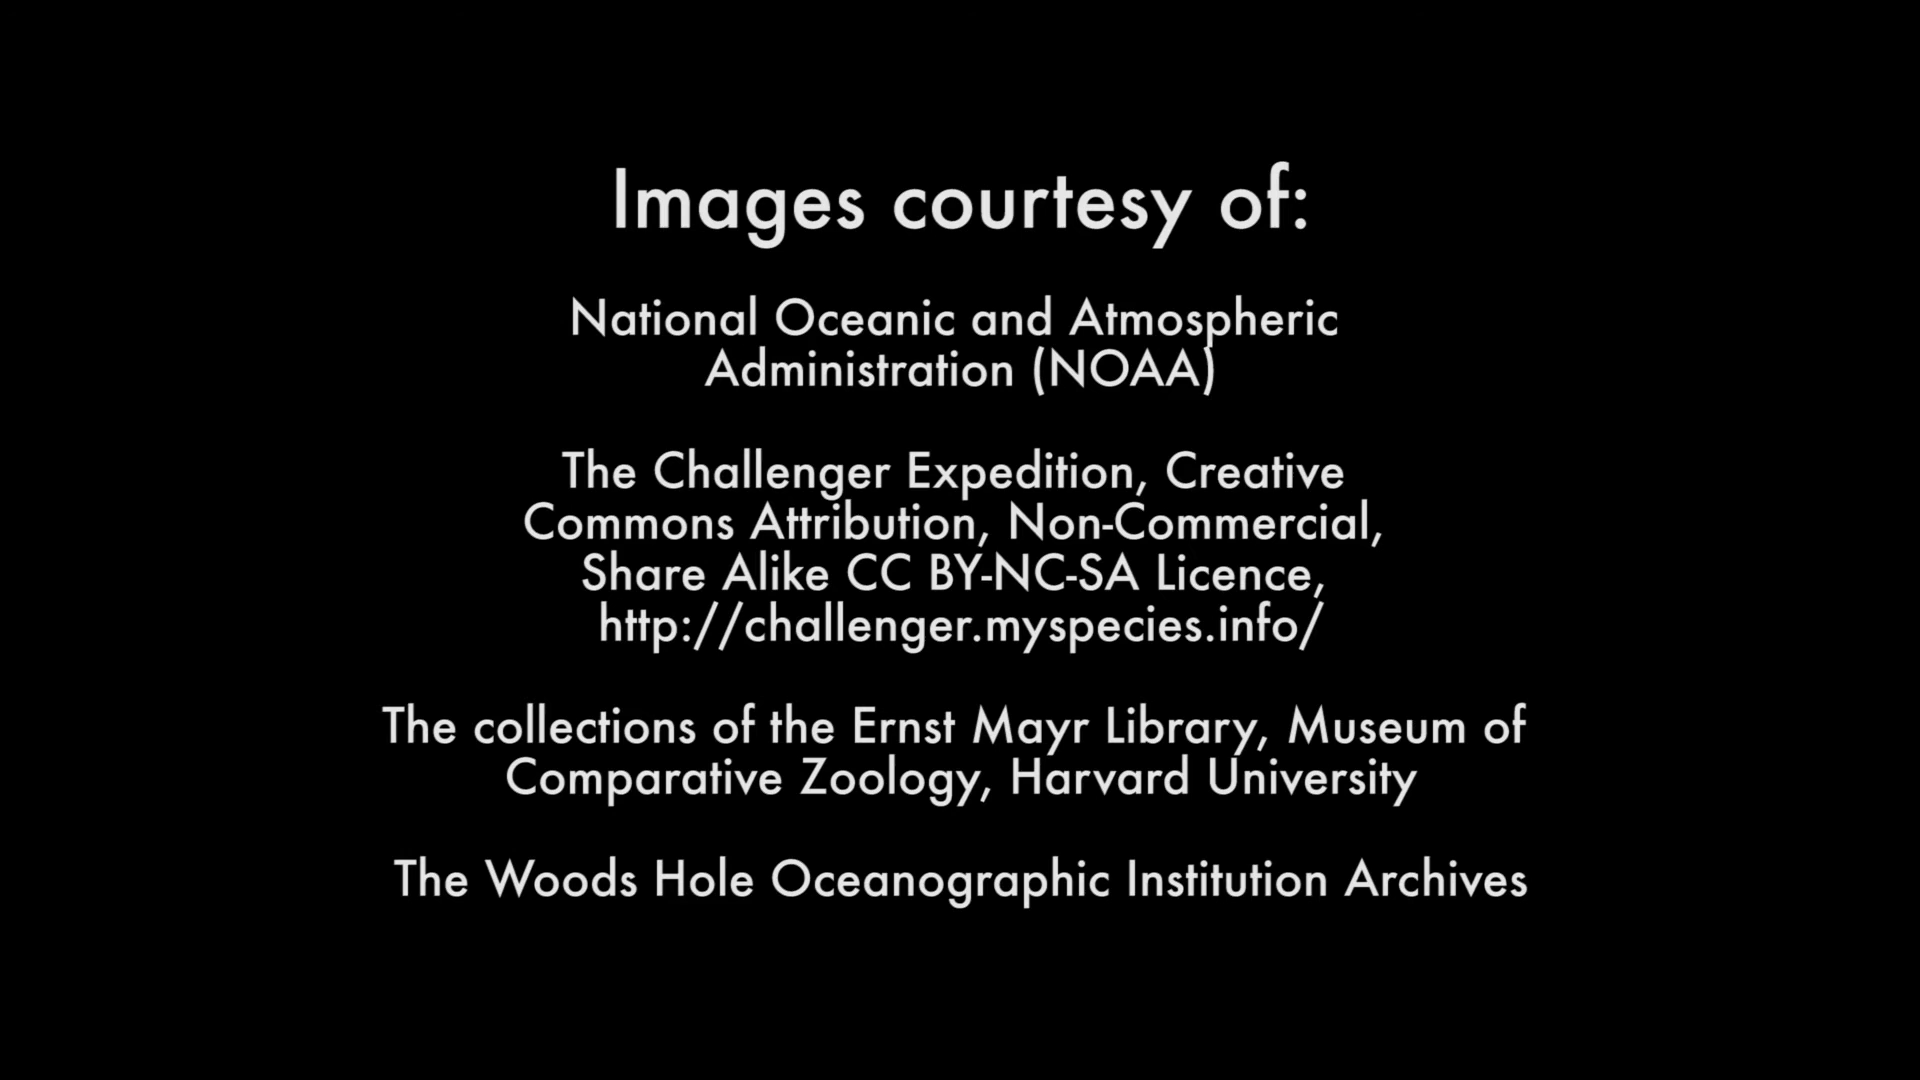 Images courtesy of:
National Oceanic and Atmospheric
Administration (NOAA)
The Challenger Expedition, Creative
Commons Attribution, Non-Commercial,
Share Alike CC BY-NC-SA Licence,
http://challenger.myspecies.info/
The collections of the Ernst Mayr Library, Museum of
Comparative Zoology, Harvard University
The Woods Hole Oceanographic Institution Archives